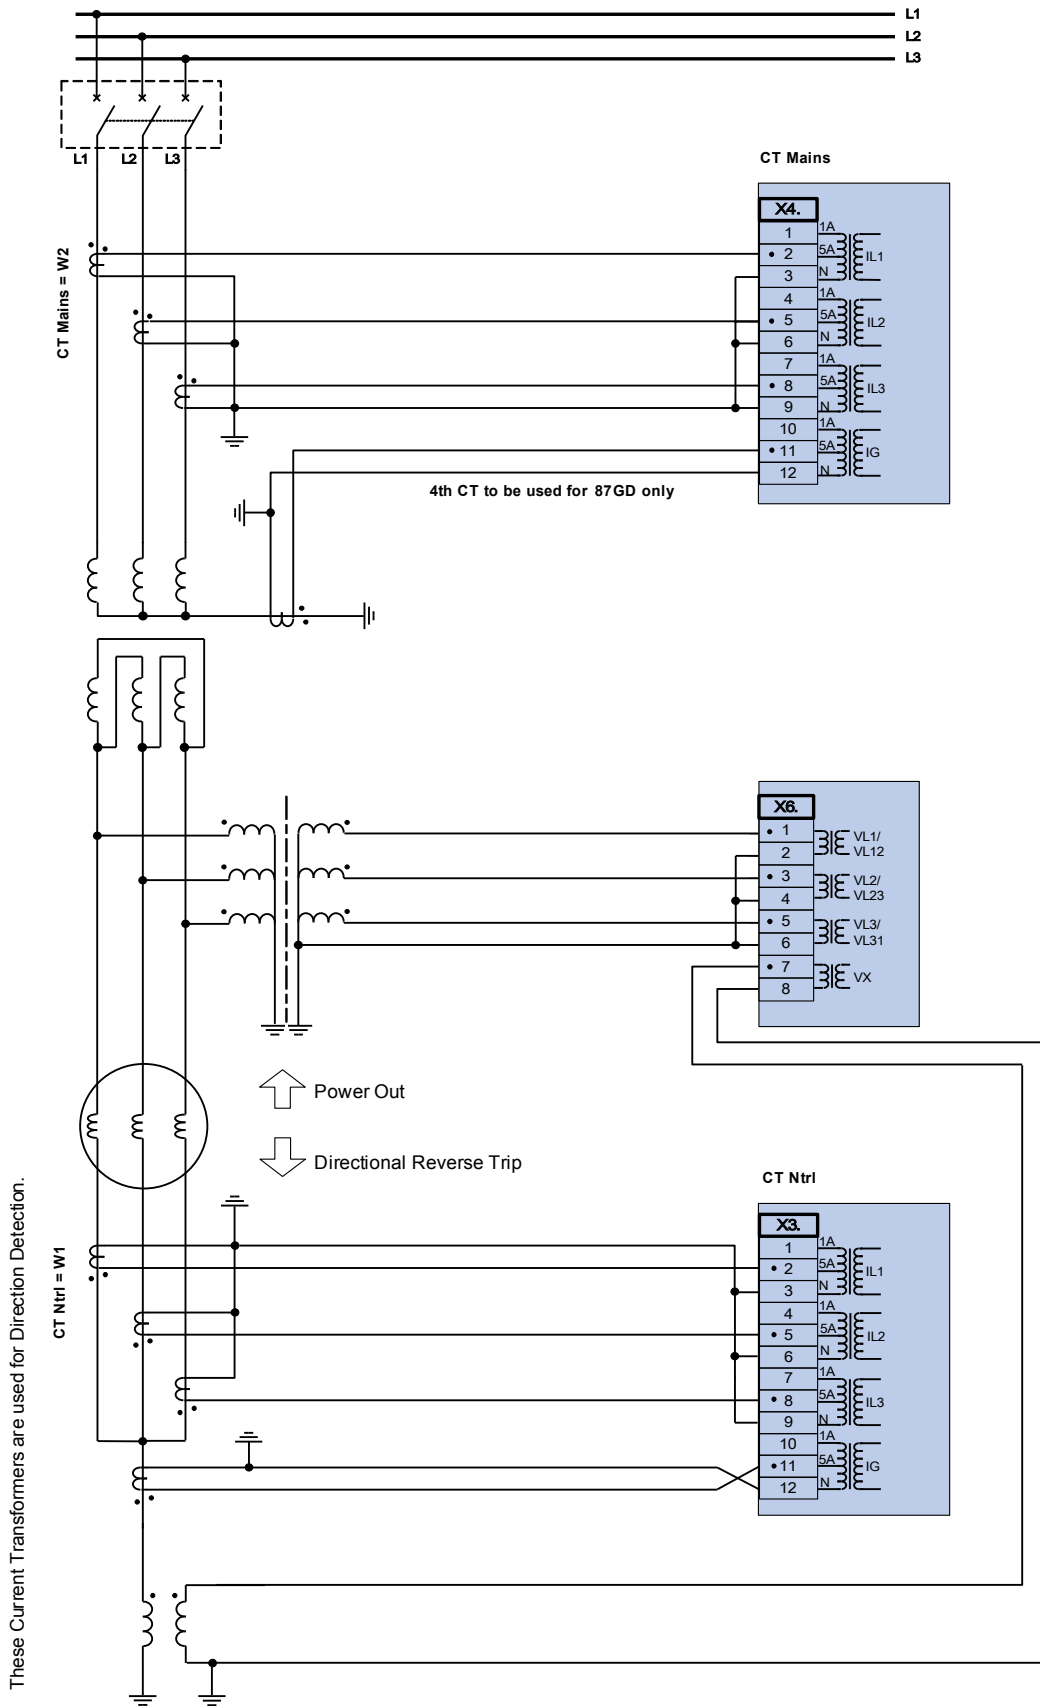 L1
L2
L3
L1 L2 L3
CT Mains = W2
CT Mains
X4.
1 1A
2 5A IL1
3 N
4 1A
5 5A IL2
6 N
7 1A
8 5A IL3
9 N
10 1A
11 5A IG
12 N
4th CT to be used for 87GD only
X6.
1 VL1/
2 VL12
3 VL2/
4 VL23
5 VL3/
6 VL31
7 VX
8
Power Out
Directional Reverse Trip
These Current Transformers are used for Direction Detection.
CT Ntrl = W1
CT Ntrl
X3.
1 1A
2 5A IL1
3 N
4 1A
5 5A IL2
6 N
7 1A
8 5A IL3
9 N
10 1A
11 5A IG
12 N